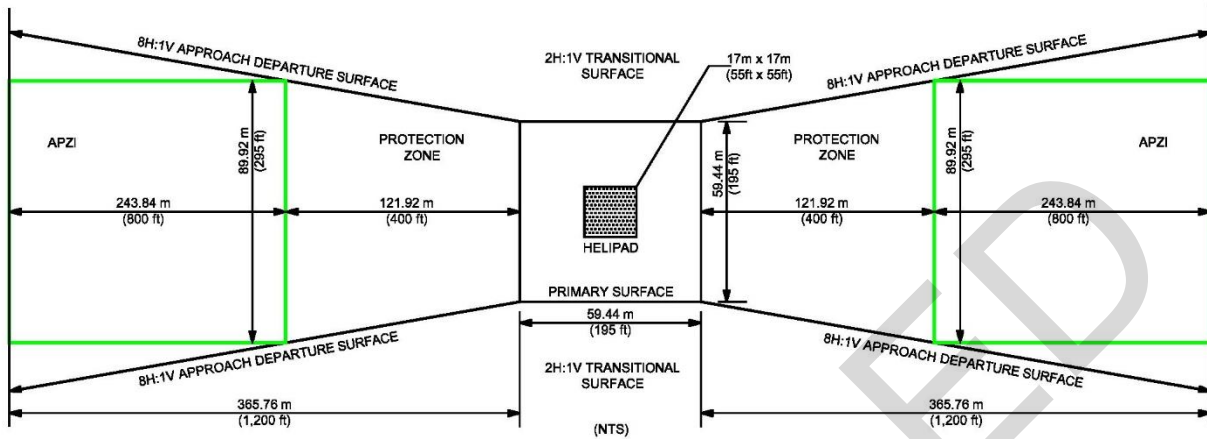 8H:1V APPROACH DEPARTURE SURFACE
2H:1V TRANSITIONAL
SURFACE
17m x 17m
(55ft x 55ft)
8H:1V APPROACH DEPARTURE SURFACE
APZI
89.92 m
(295 ft)
PROTECTION
ZONE
59.44 m
(195 ft)
PROTECTION
ZONE
89.92 m
(295 ft)
APZI
243.84 m
(800 ft)
121.92 m
(400 ft)
HELIPAD
121.92 m
(400 ft)
243.84 m
(800 ft)
PRIMARY SURFACE
59.44 m
(195 ft)
8H:1V APPROACH DEPARTURE SURFACE
2H:1V TRANSITIONAL
SURFACE
8H:1V APPROACH DEPARTURE SURFACE
365.76 m
(1,200 ft)
(NTS)
365.76 m
(1,200 ft)
ED